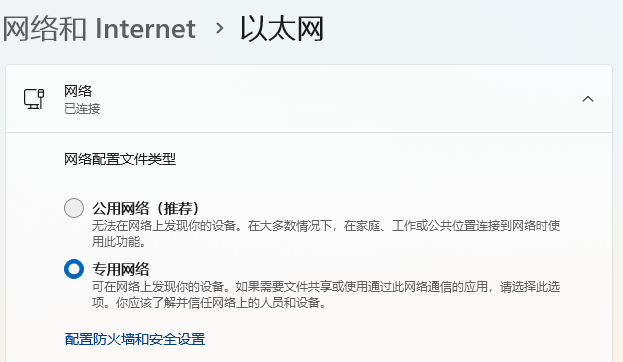 网络和 Internet › 以太网
网络
已连接
网络配置文件类型
公用网络（推荐）
无法在网络上发现你的设备。在大多数情况下，在家庭、工作或公共位置连接到网络时使
用此功能。
专用网络
可在网络上发现你的设备。如果需要文件共享或使用通过此网络通信的应用，请选择此选
项。你应该了解并信任网络上的人员和设备。
配置防火墙和安全设置